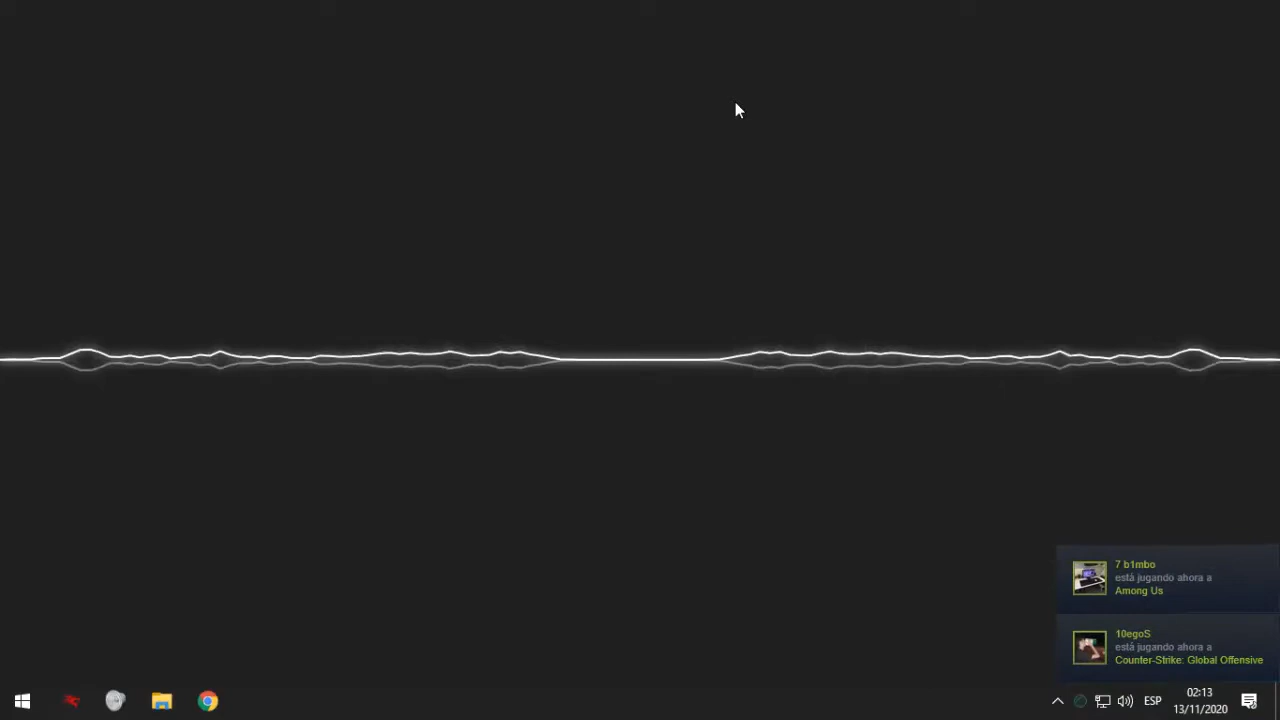 7 b1mbo
está jugando ahora a
Among Us
10egoS
está jugando ahora a
Counter-Strike: Global Offensive
ESP
02:13
13/11/2020